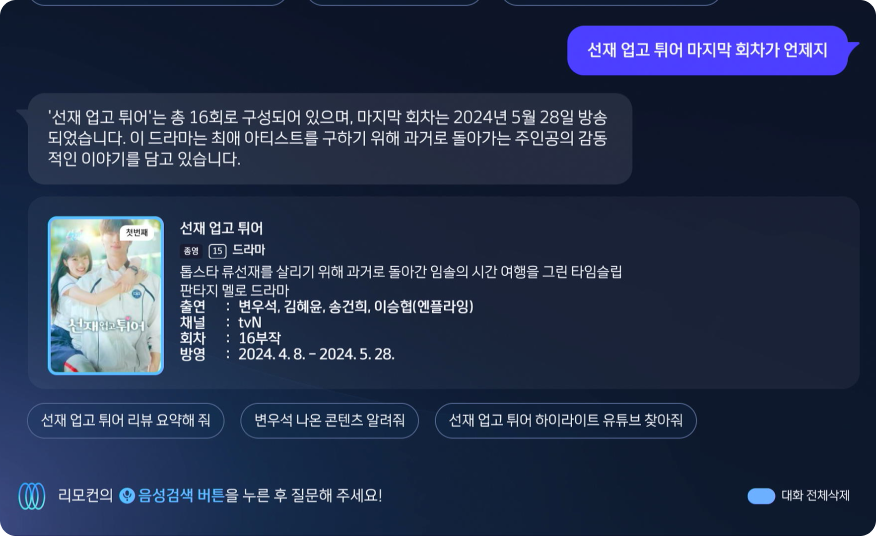 선재 업고 튀어 마지막 회차가 언제지
'선재 업고 튀어'는 총 16회로 구성되어 있으며, 마지막 회차는 2024년 5월 28일 방송
되었습니다. 이 드라마는 최애 아티스트를 구하기 위해 과거로 돌아가는 주인공의 감동
적인 이야기를 담고 있습니다.
첫번째
선재 업고 튀어
선재 업고 튀어
종영 15 드라마
톱스타 류선재를 살리기 위해 과거로 돌아간 임솔의 시간 여행을 그린 타임슬립
판타지 멜로 드라마
출연 : 변우석, 김혜윤, 송건희, 이승협(엔플라잉)
채널 : tvN
회차 : 16부작
방영 : 2024. 4. 8. – 2024. 5. 28.
선재 업고 튀어 리뷰 요약해 줘
변우석 나온 콘텐츠 알려줘
선재 업고 튀어 하이라이트 유튜브 찾아줘
리모컨의 음성검색 버튼을 누른 후 질문해 주세요!
대화 전체삭제